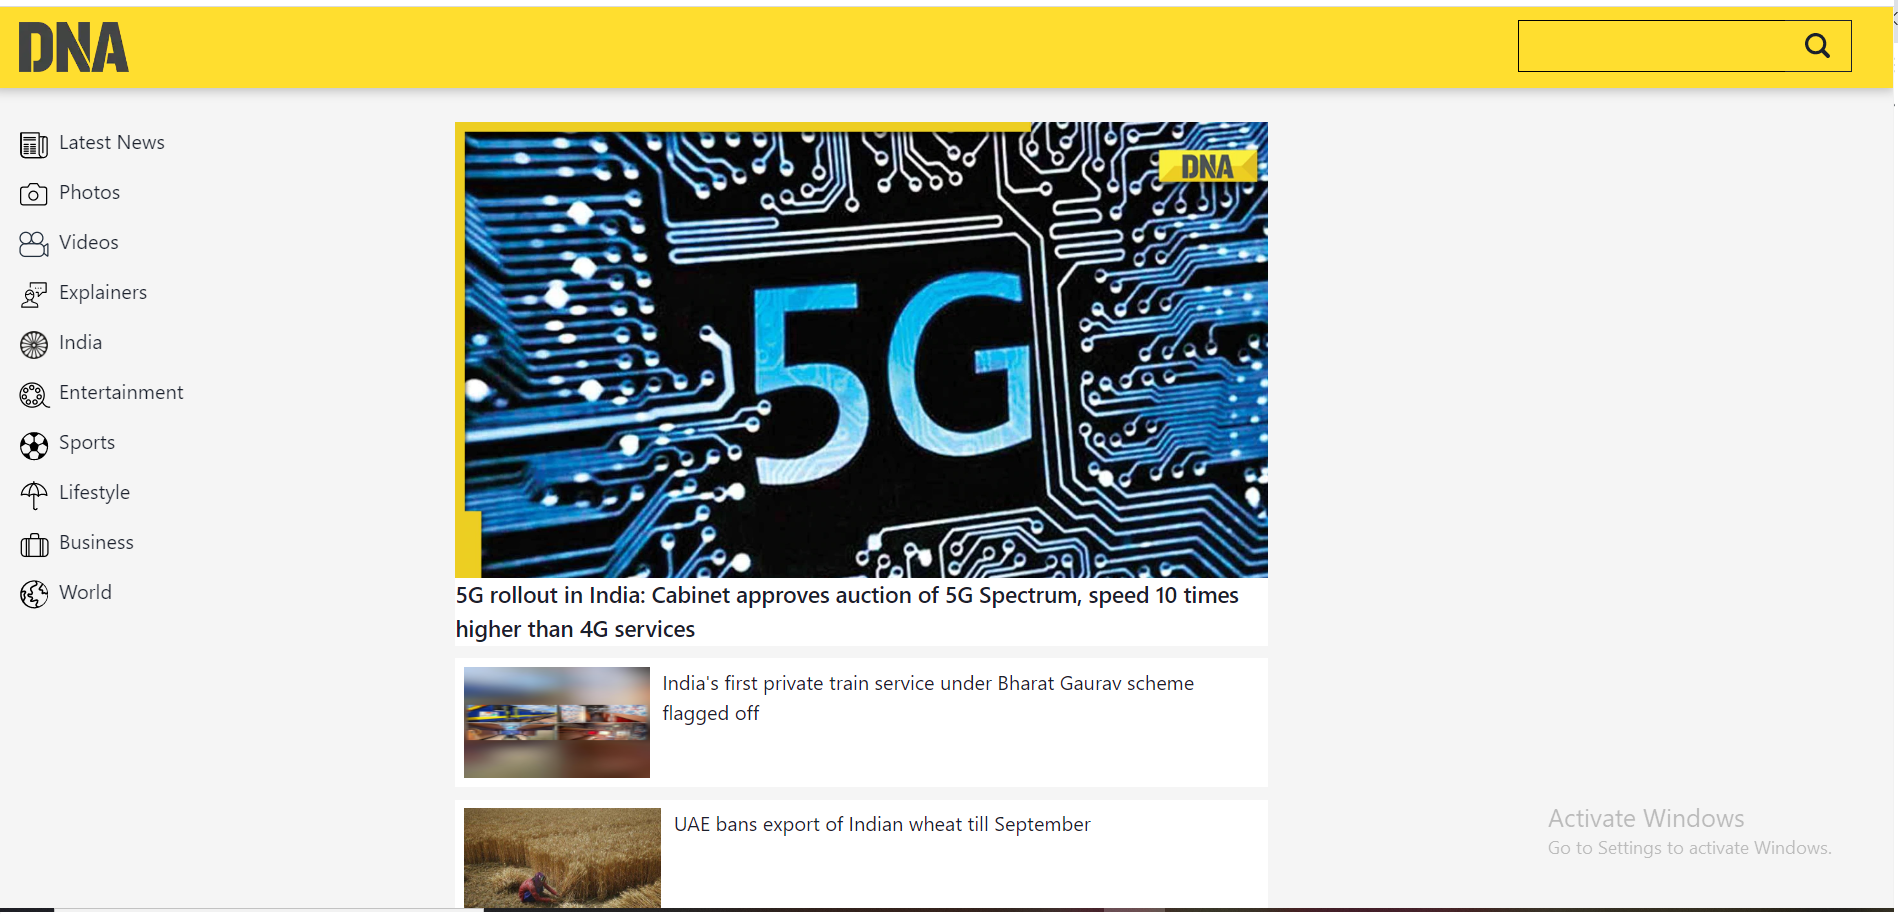 DNA
Latest News
Photos
Videos
Explainers
India
Entertainment
Sports
Lifestyle
Business
World
DNA
5G
5G rollout in India: Cabinet approves auction of 5G Spectrum, speed 10 times
higher than 4G services
India's first private train service under Bharat Gaurav scheme
flagged off
UAE bans export of Indian wheat till September
Activate Windows
Go to Settings to activate Windows.